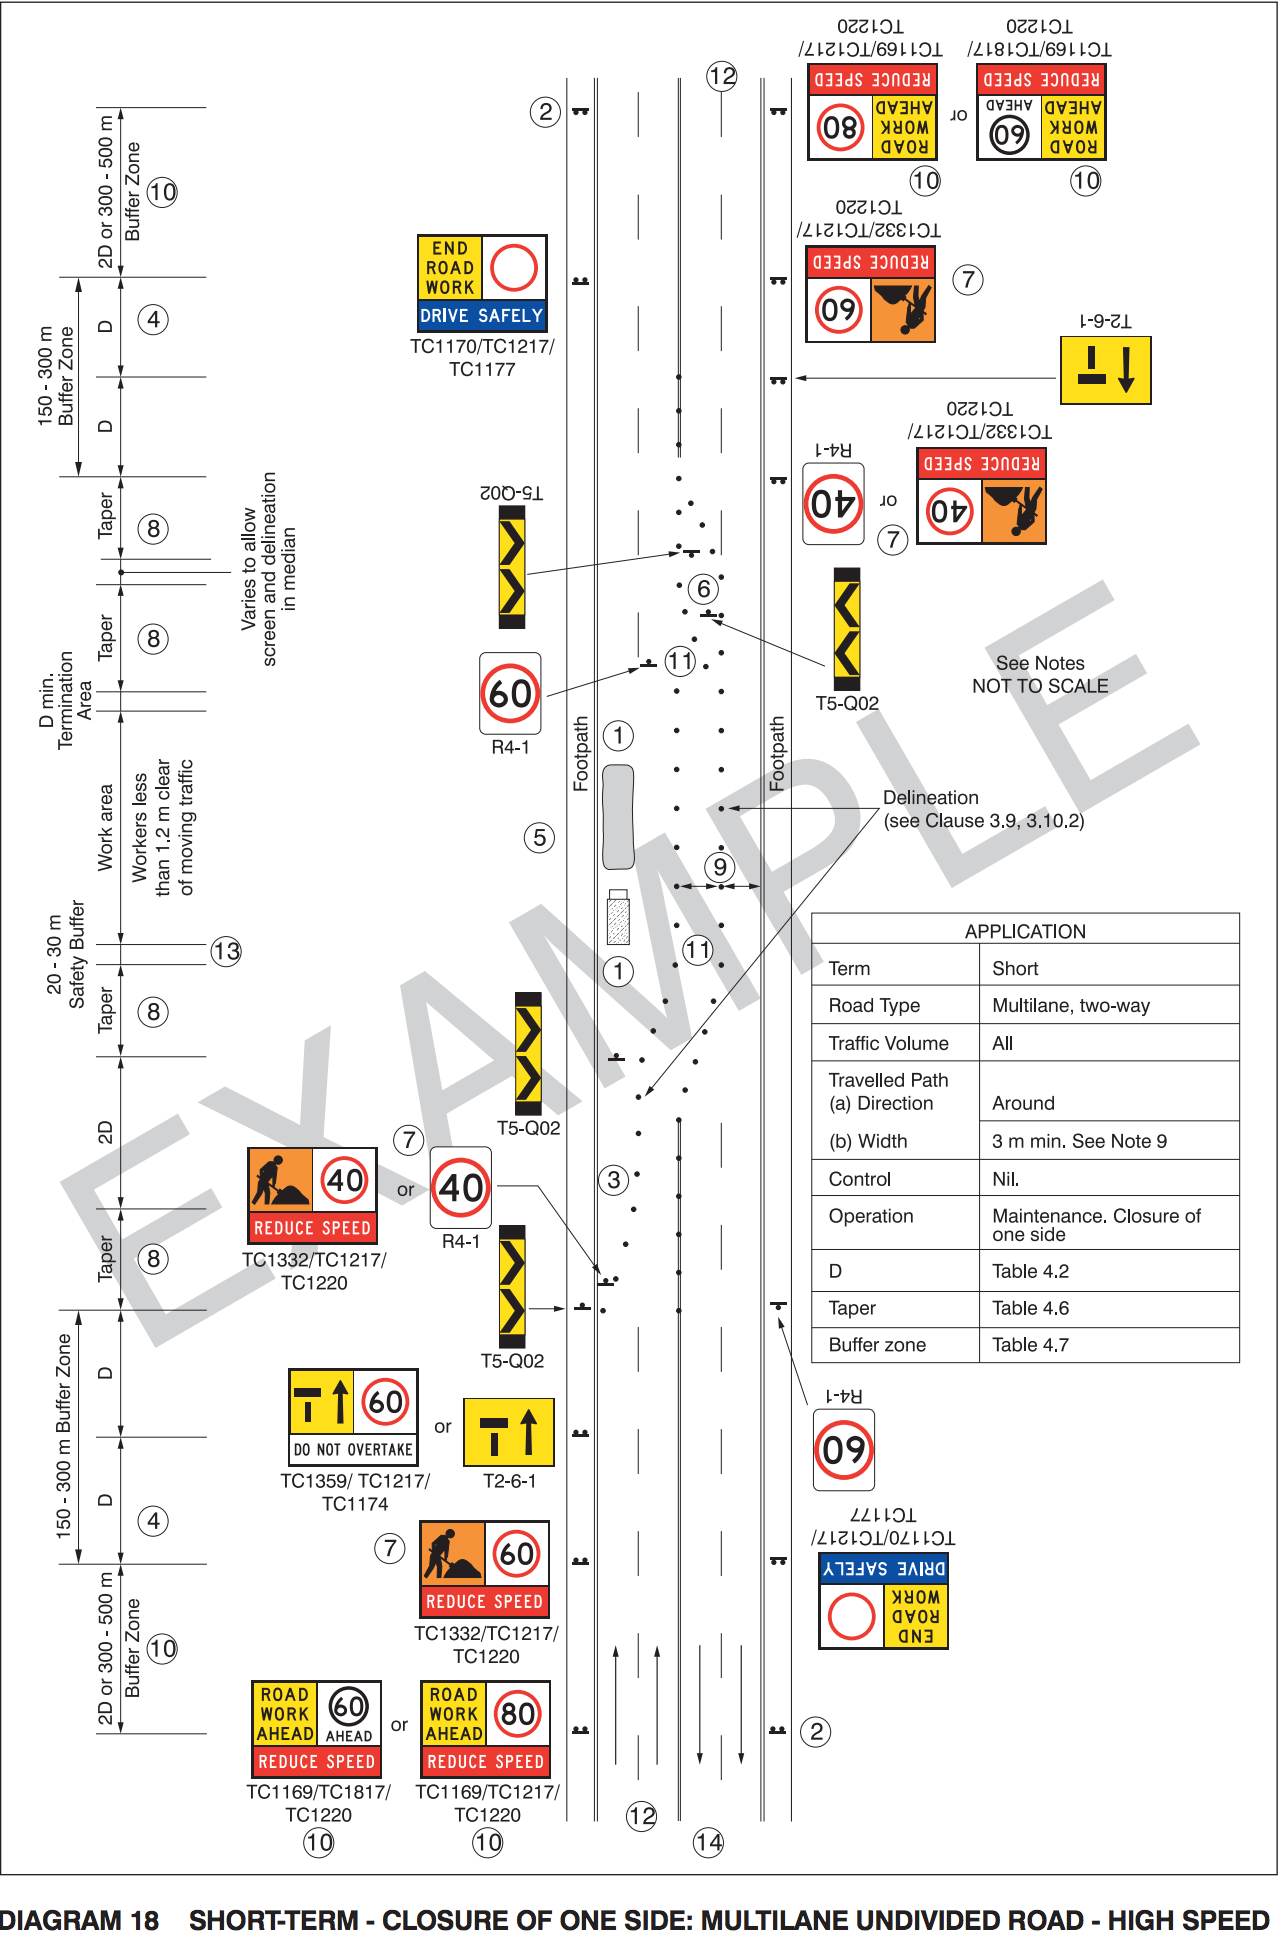 2D or 300 - 500 m
Buffer Zone
10
2
12
ROAD
WORK
AHEAD
80
REDUCE SPEED
TC1169/TC1217/
TC1220
10
or
ROAD
WORK
AHEAD
60
AHEAD
REDUCE SPEED
TC1169/TC1817/
TC1220
10
150 - 300 m
Buffer Zone
D
4
D
END
ROAD
WORK
DRIVE SAFELY
TC1170/TC1217/
TC1177
60
REDUCE SPEED
TC1332/TC1217/
TC1220
7
T2-6-1
R4-1
40
or
7
40
REDUCE SPEED
TC1332/TC1217/
TC1220
Taper
8
Varies to allow
screen and delineation
in median
T5-Q02
6
Taper
8
D min.
Termination
Area
60
R4-1
11
T5-Q02
See Notes
NOT TO SCALE
Footpath
Footpath
1
Work area
Workers less
than 1.2 m clear
of moving traffic
5
Delineation
(see Clause 3.9, 3.10.2)
9
20 - 30 m
Safety Buffer
13
11
1
Taper
8
T5-Q02
EXAMPLE
APPLICATION
Term Short
Road Type Multilane, two-way
Traffic Volume All
Travelled Path
(a) Direction Around
(b) Width 3 m min. See Note 9
Control Nil.
Operation Maintenance. Closure of
one side
D Table 4.2
Taper Table 4.6
Buffer zone Table 4.7
2D
7
40
REDUCE SPEED
TC1332/TC1217/
TC1220
or
40
R4-1
3
Taper
8
T5-Q02
150 - 300 m Buffer Zone
D
D
4
60
DO NOT OVERTAKE
TC1359/ TC1217/
TC1174
or
T2-6-1
R4-1
60
7
60
REDUCE SPEED
TC1332/TC1217/
TC1220
END
ROAD
WORK
DRIVE SAFELY
TC1170/TC1217/
TC1177
2D or 300 - 500 m
Buffer Zone
10
ROAD
WORK
AHEAD
60
AHEAD
REDUCE SPEED
TC1169/TC1817/
TC1220
10
or
ROAD
WORK
AHEAD
80
REDUCE SPEED
TC1169/TC1217/
TC1220
10
2
12
14
DIAGRAM 18 SHORT-TERM - CLOSURE OF ONE SIDE: MULTILANE UNDIVIDED ROAD - HIGH SPEED